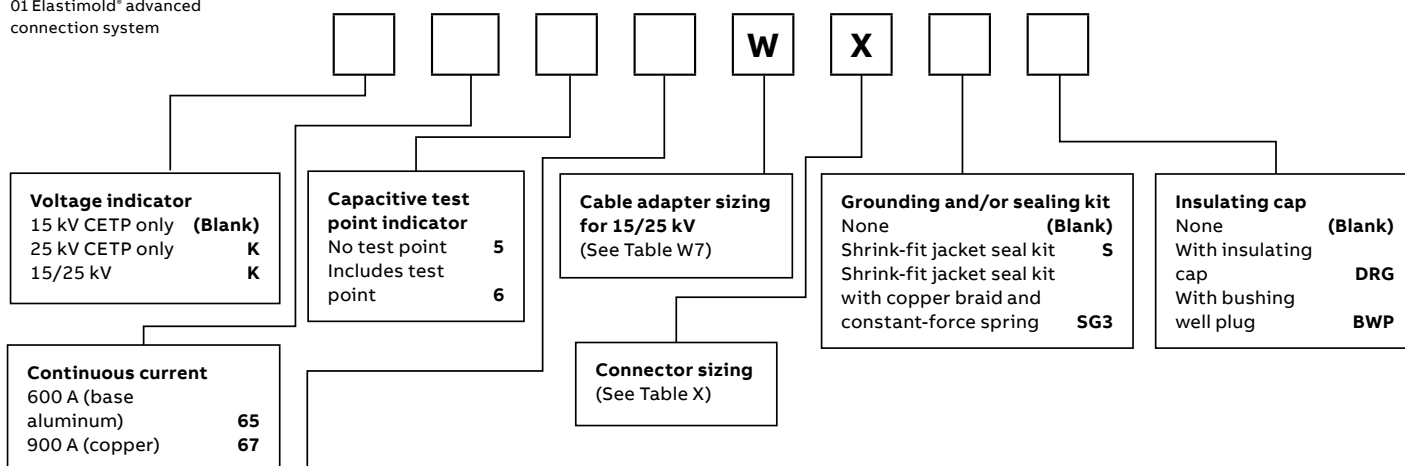 01 Elastimold® advanced
connection system
W X
Voltage indicator
15 kV CETP only (Blank)
25 kV CETP only K
15/25 kV K
Continuous current
600 A (base
aluminum) 65
900 A (copper) 67
Capacitive test
point indicator
No test point 5
Includes test
point 6
Cable adapter sizing
for 15/25 kV
(See Table W7)
Connector sizing
(See Table X)
Grounding and/or sealing kit
None (Blank)
Shrink-fit jacket seal kit S
Shrink-fit jacket seal kit
with copper braid and
constant-force spring SG3
Insulating cap
None (Blank)
With insulating
cap DRG
With bushing
well plug BWP